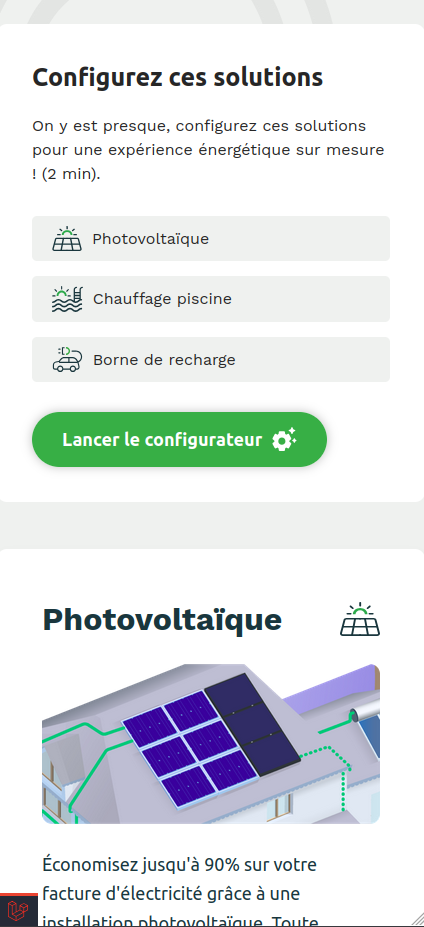 Configurez ces solutions
On y est presque, configurez ces solutions
pour une expérience énergétique sur mesure
! (2 min).
Photovoltaïque
Chauffage piscine
Borne de recharge
Lancer le configurateur
Photovoltaïque
Économisez jusqu'à 90% sur votre
facture d'électricité grâce à une
installation photovoltaïque. Toute